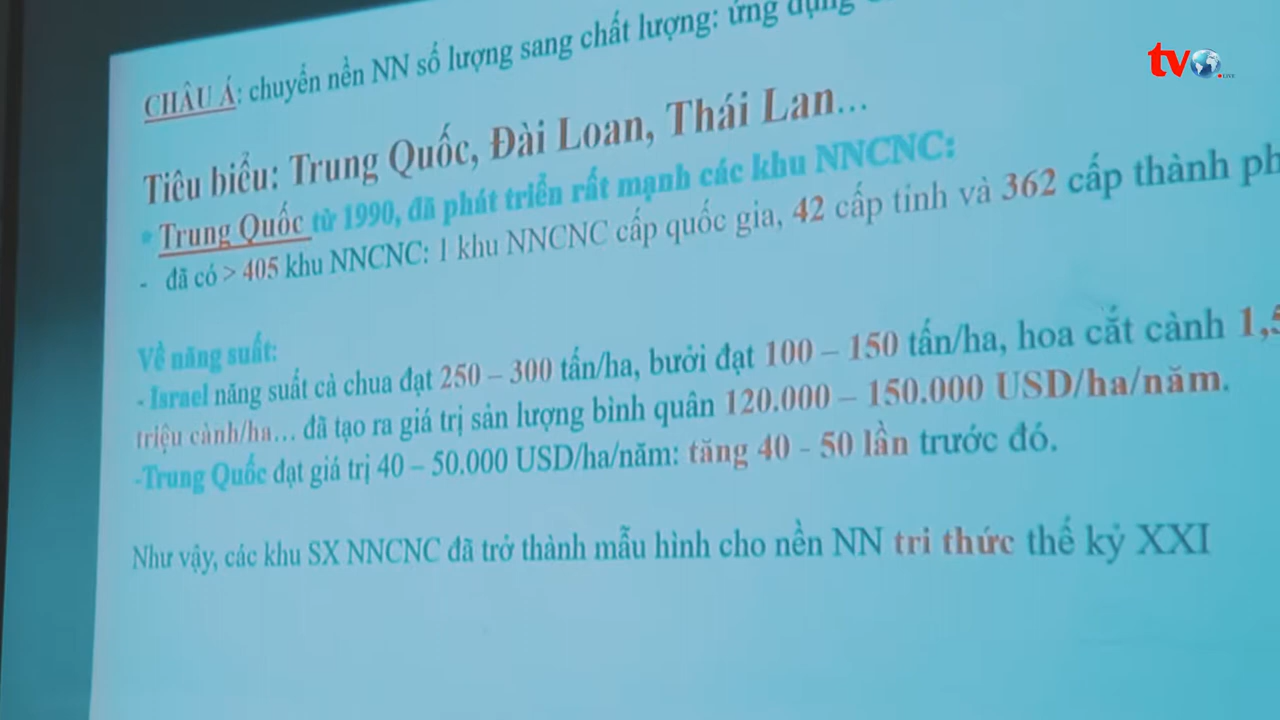 CHÂU Á: chuyển nền NN số lượng sang chất lượng: ứng dụng
Tiêu biểu: Trung Quốc, Đài Loan, Thái Lan...
* Trung Quốc từ 1990, đã phát triển rất mạnh các khu NNCNC:
- đã có > 405 khu NNCNC: 1 khu NNCNC cấp quốc gia, 42 cấp tỉnh và 362 cấp thành ph
Về năng suất:
- Israel năng suất cà chua đạt 250 – 300 tấn/ha, bưởi đạt 100 – 150 tấn/ha, hoa cắt cành 1,5
triệu cành/ha... đã tạo ra giá trị sản lượng bình quân 120.000 – 150.000 USD/ha/năm.
-Trung Quốc đạt giá trị 40 – 50.000 USD/ha/năm: tăng 40 - 50 lần trước đó.
Như vậy, các khu SX NNCNC đã trở thành mẫu hình cho nền NN tri thức thế kỷ XXI
tvo
LIVE